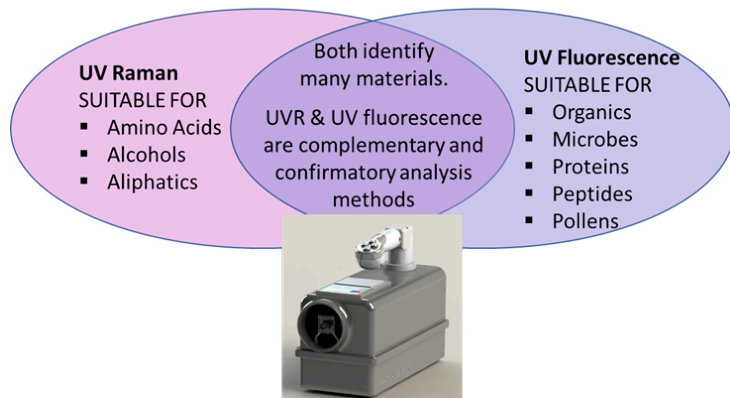 UV Raman
SUITABLE FOR
▪ Amino Acids
▪ Alcohols
▪ Aliphatics
Both identify
many materials.
UVR & UV fluorescence
are complementary and
confirmatory analysis
methods
UV Fluorescence
SUITABLE FOR
▪ Organics
▪ Microbes
▪ Proteins
▪ Peptides
▪ Pollens